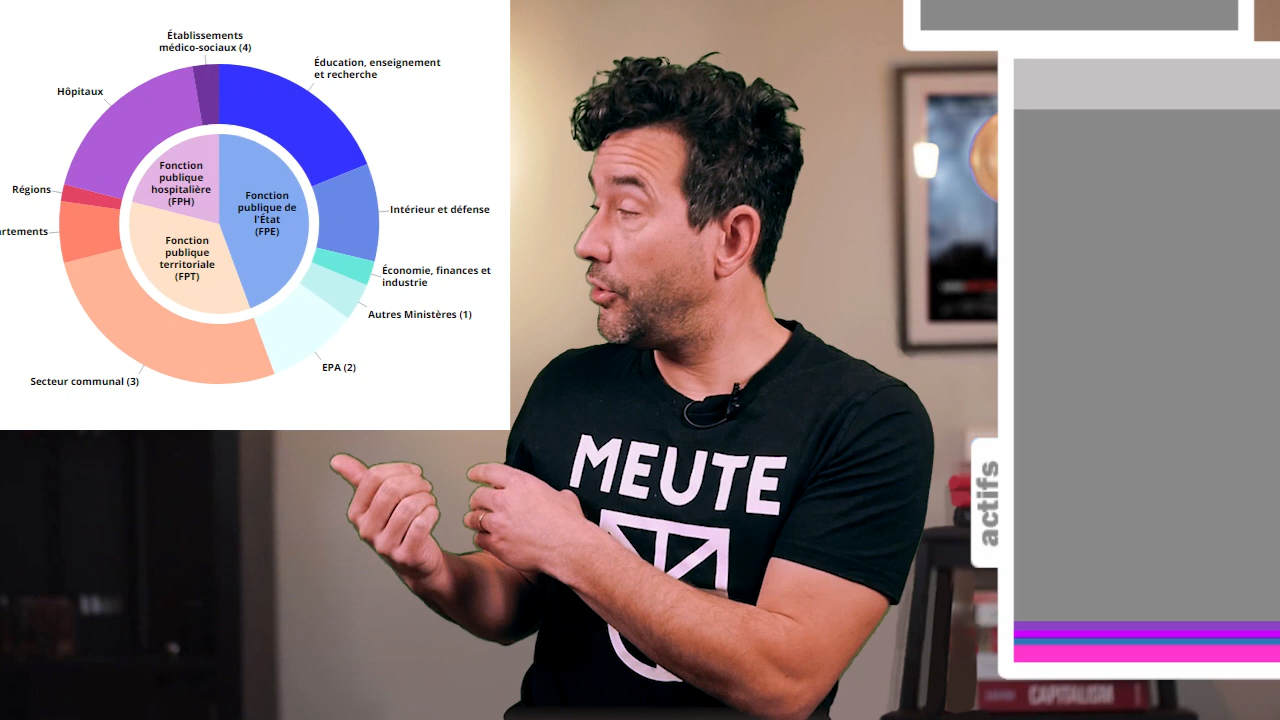 Établissements
médico-sociaux (4)
Éducation, enseignement
et recherche
Hôpitaux
Fonction
publique
hospitalière
(FPH)
Fonction
publique de
l'État
(FPE)
Régions
Intérieur et défense
artements
Fonction
publique
territoriale
(FPT)
Économie, finances et
industrie
Autres Ministères (1)
EPA (2)
Secteur communal (3)
MEUTE
actifs
CAPITALISM